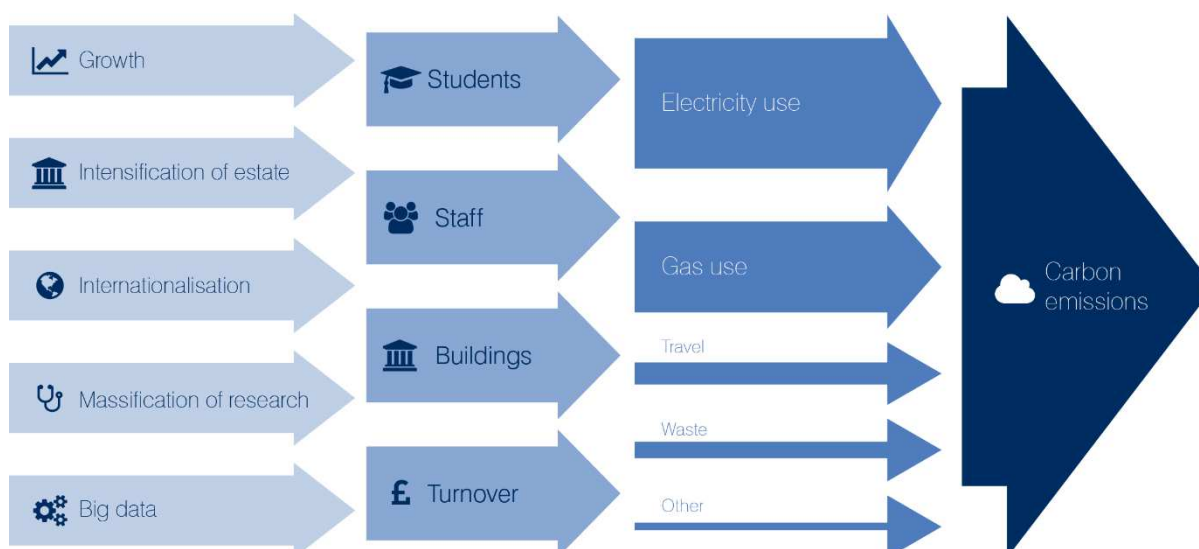 Growth
Intensification of estate
Internationalisation
Massification of research
Big data
Students
Staff
Buildings
£ Turnover
Electricity use
Gas use
Travel
Waste
Other
Carbon
emissions